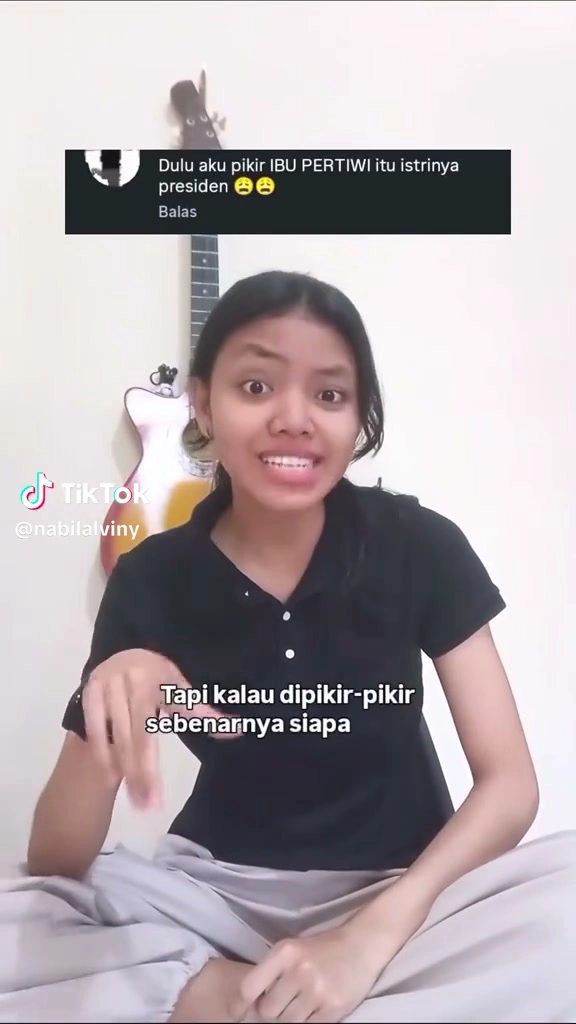 Dulu aku pikir IBU PERTIWI itu istrinya
presiden 😩😩
Balas
TikTok
@nabilalviny
Tapi kalau dipikir-pikir
sebenarnya siapa